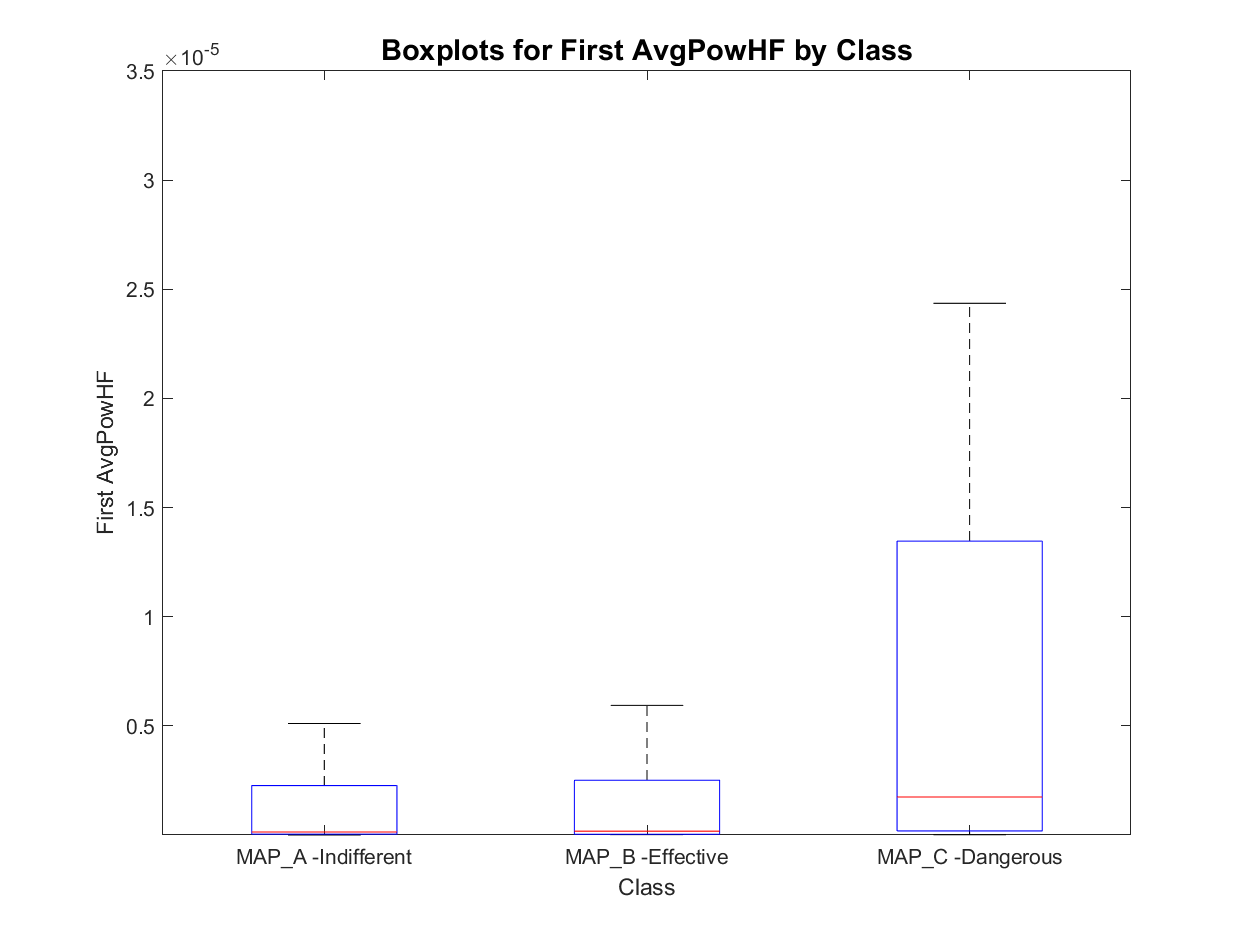 Boxplots for First AvgPowHF by Class
×10-5
3.5
3
2.5
2
1.5
1
0.5
First AvgPowHF
MAP_A -Indifferent
MAP_B -Effective
MAP_C -Dangerous
Class